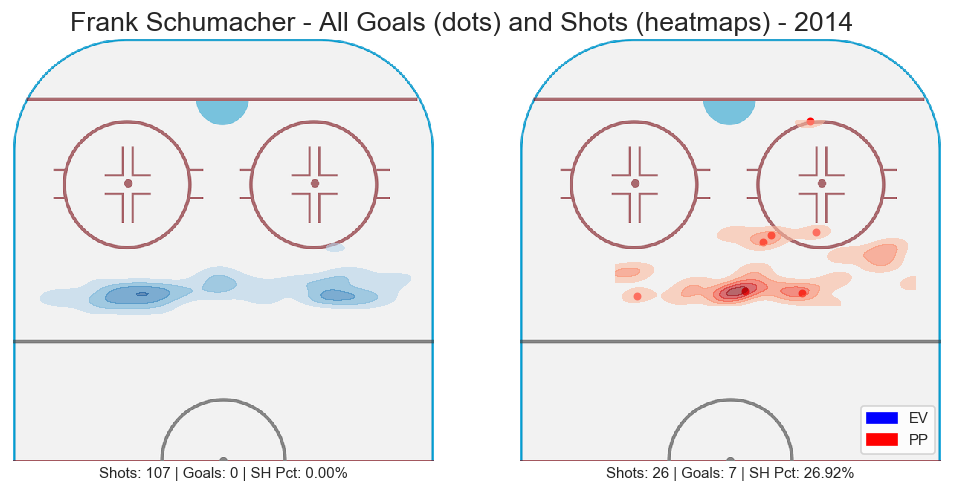 Frank Schumacher - All Goals (dots) and Shots (heatmaps) - 2014
EV
PP
Shots: 107 | Goals: 0 | SH Pct: 0.00%
Shots: 26 | Goals: 7 | SH Pct: 26.92%